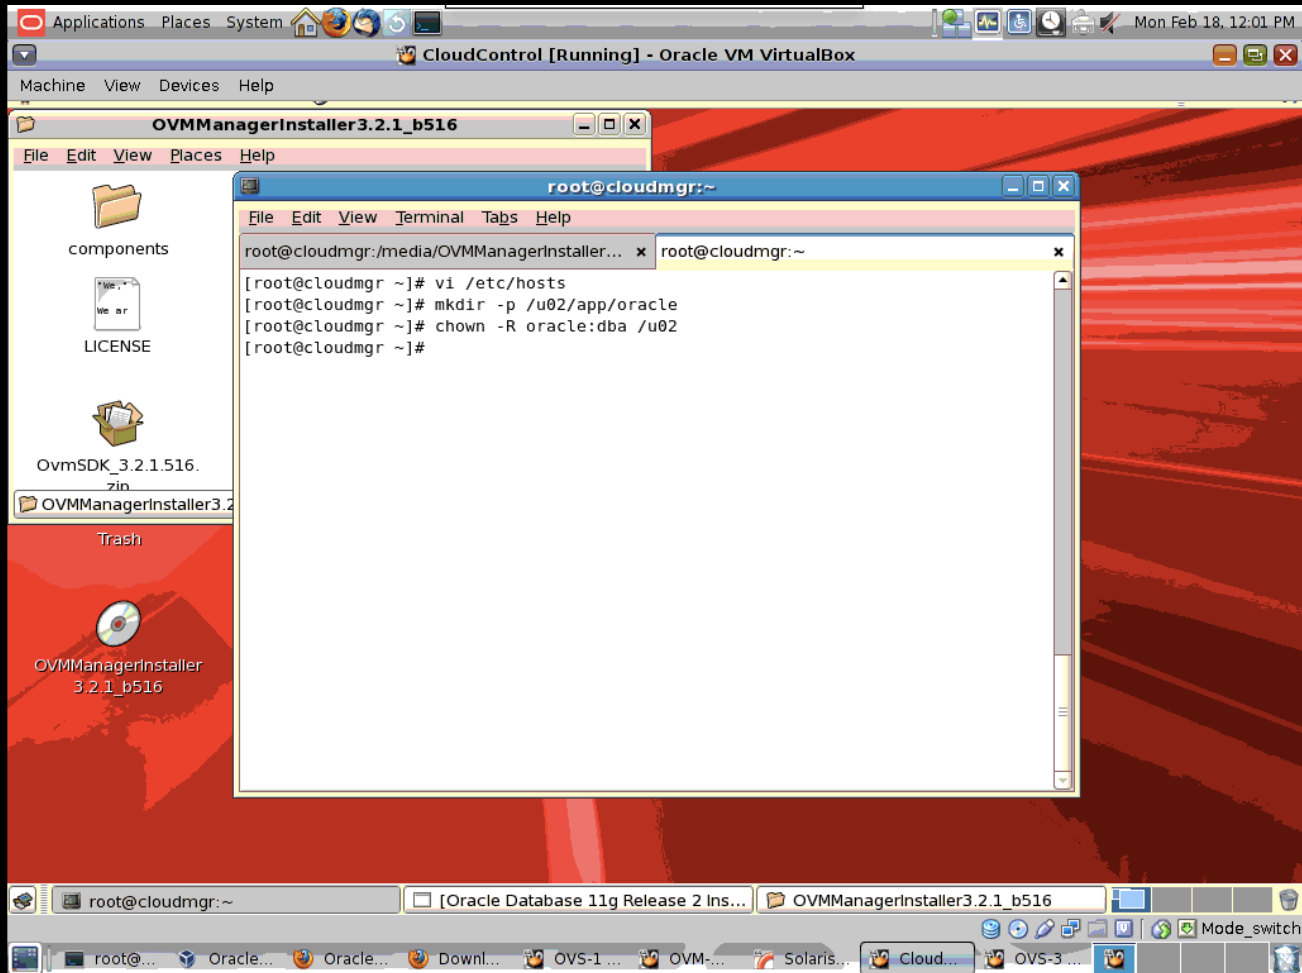 Applications Places System Mon Feb 18, 12:01 PM
CloudControl [Running] - Oracle VM VirtualBox
Machine View Devices Help
OVMManagerInstaller3.2.1_b516
File Edit View Places Help
components
"We,"
We ar
LICENSE
OvmSDK_3.2.1.516.
zip
OVMManagerInstaller3.2
root@cloudmgr:~
File Edit View Terminal Tabs Help
root@cloudmgr:/media/OVMManagerInstaller... root@cloudmgr:~
[root@cloudmgr ~]# vi /etc/hosts
[root@cloudmgr ~]# mkdir -p /u02/app/oracle
[root@cloudmgr ~]# chown -R oracle:dba /u02
[root@cloudmgr ~]#
Trash
OVMManagerInstaller
3.2.1_b516
root@cloudmgr:~ [Oracle Database 11g Release 2 Ins... OVMManagerInstaller3.2.1_b516
Mode_switch
root@... Oracle... Oracle... Downl... OVS-1 ... OVM-... Solaris... Cloud... OVS-3 ...